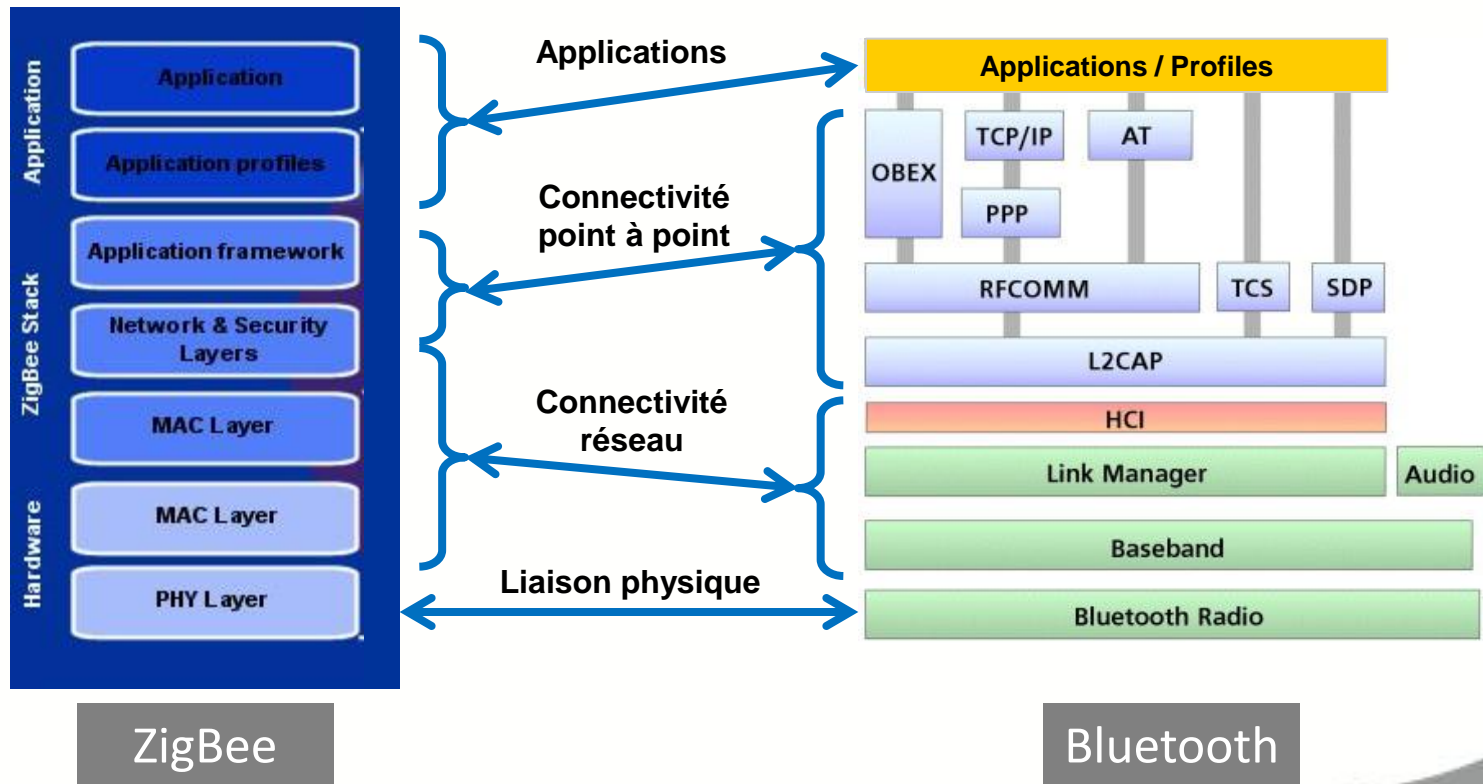 Application
ZigBee Stack
Hardware
Application
Application profiles
Application framework
Network & Security
Layers
MAC Layer
MAC Layer
PHY Layer
ZigBee
Applications
Connectivité
point à point
Connectivité
réseau
Liaison physique
Applications / Profiles
OBEX
TCP/IP
AT
PPP
RFCOMM
TCS
SDP
L2CAP
HCI
Link Manager
Audio
Baseband
Bluetooth Radio
Bluetooth